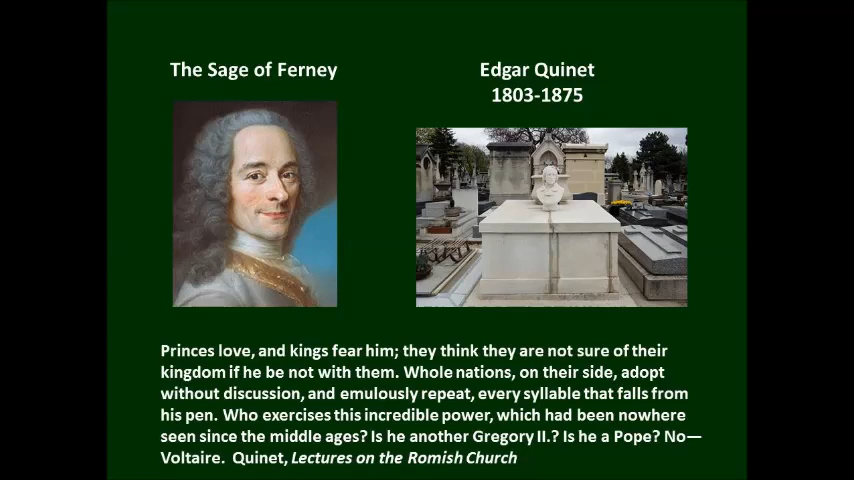 The Sage of Ferney
Edgar Quinet
1803-1875
Princes love, and kings fear him; they think they are not sure of their
kingdom if he be not with them. Whole nations, on their side, adopt
without discussion, and emulously repeat, every syllable that falls from
his pen. Who exercises this incredible power, which had been nowhere
seen since the middle ages? Is he another Gregory II.? Is he a Pope? No—
Voltaire.  Quinet, Lectures on the Romish Church